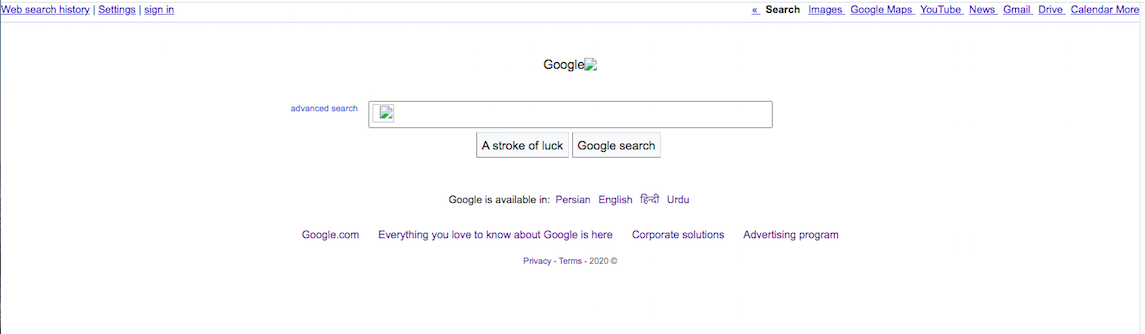 Web search history | Settings | sign in « Search Images Google Maps YouTube News Gmail Drive Calendar More
Google
advanced search
A stroke of luck Google search
Google is available in: Persian English हिन्दी Urdu
Google.com Everything you love to know about Google is here Corporate solutions Advertising program
Privacy - Terms - 2020 ©